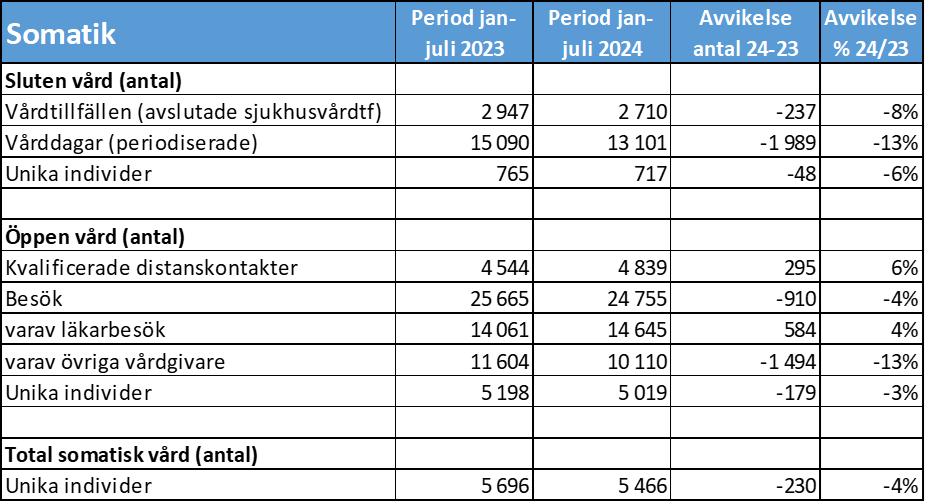 Somatik Period jan- Period jan- Avvikelse Avvikelse
juli 2023 juli 2024 antal 24-23 % 24/23
Sluten vård (antal)
Vårdtillfällen (avslutade sjukhusvårdtf) 2 947 2 710 -237 -8%
Vårddagar (periodiserade) 15 090 13 101 -1 989 -13%
Unika individer 765 717 -48 -6%
Öppen vård (antal)
Kvalificerade distanskontakter 4 544 4 839 295 6%
Besök 25 665 24 755 -910 -4%
varav läkarbesök 14 061 14 645 584 4%
varav övriga vårdgivare 11 604 10 110 -1 494 -13%
Unika individer 5 198 5 019 -179 -3%
Total somatisk vård (antal)
Unika individer 5 696 5 466 -230 -4%